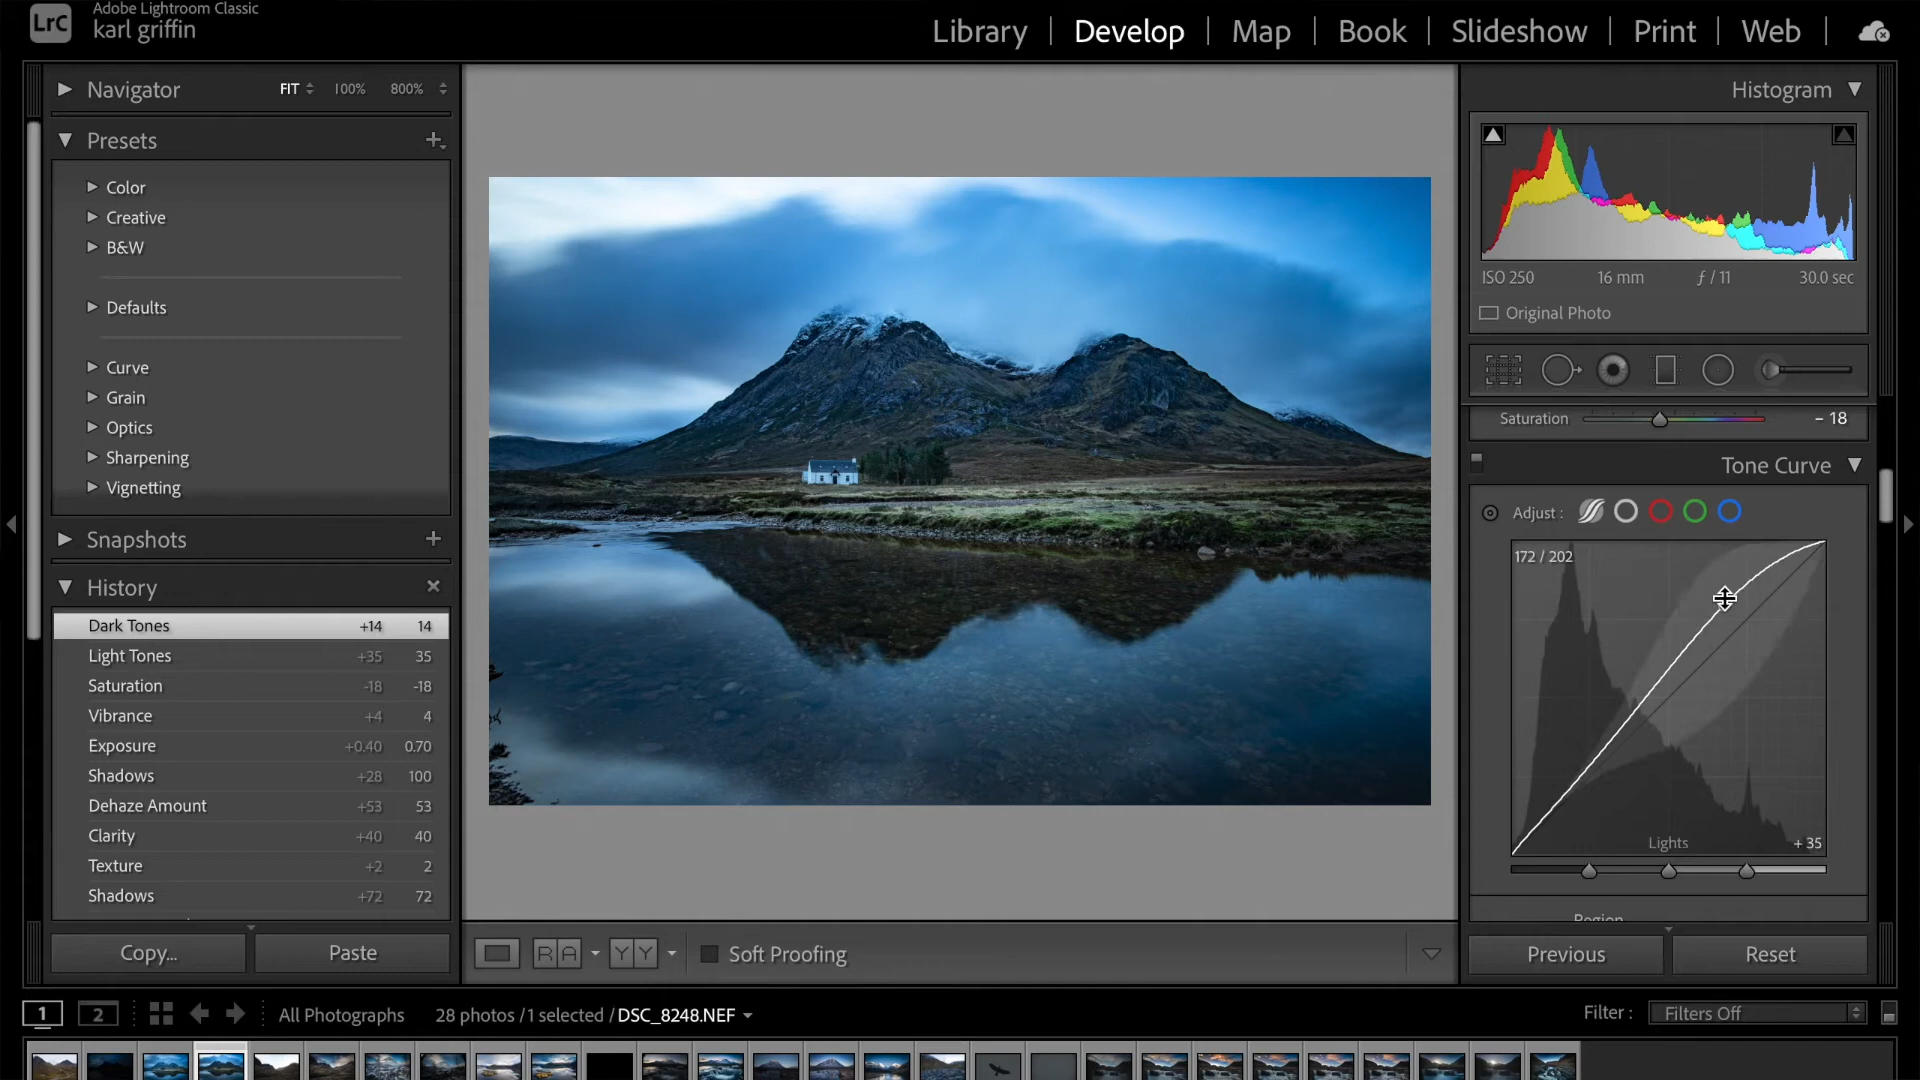 LrC
Adobe Lightroom Classic
karl griffin
Library
Develop
Map
Book
Slideshow
Print
Web
Navigator
FIT
100%
800%
Presets
Color
Creative
B&W
Defaults
Curve
Grain
Optics
Sharpening
Vignetting
Snapshots
History
Dark Tones +14 14
Light Tones +35 35
Saturation -18 -18
Vibrance +4 4
Exposure +0.40 0.70
Shadows +28 100
Dehaze Amount +53 53
Clarity +40 40
Texture +2 2
Shadows +72 72
Copy...
Paste
R A
Y Y
Soft Proofing
Histogram
ISO 250 16 mm ƒ / 11 30.0 sec
Original Photo
Saturation - 18
Tone Curve
Adjust :
172 / 202
Lights + 35
Region
Previous
Reset
1
2
All Photographs
28 photos / 1 selected / DSC_8248.NEF
Filter :
Filters Off